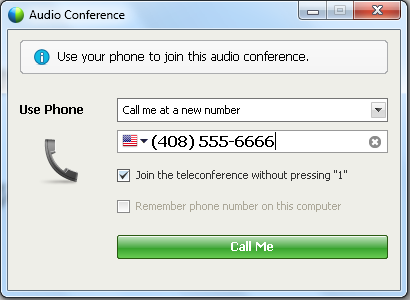 Audio Conference
Use your phone to join this audio conference.
Use Phone
Call me at a new number
(408) 555-6666
Join the teleconference without pressing "1"
Remember phone number on this computer
Call Me